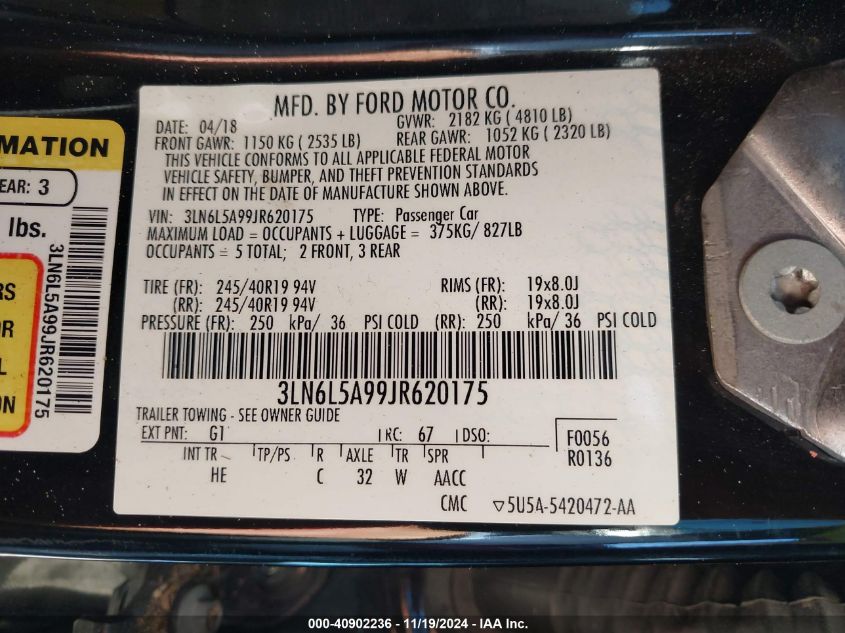 MATION
EAR: 3
lbs.
RS
OR
L
ON
3LN6L5A99JR620175
MFD. BY FORD MOTOR CO.
DATE: 04/18 GVWR: 2182 KG ( 4810 LB)
FRONT GAWR: 1150 KG ( 2535 LB) REAR GAWR: 1052 KG ( 2320 LB)
THIS VEHICLE CONFORMS TO ALL APPLICABLE FEDERAL MOTOR
VEHICLE SAFETY, BUMPER, AND THEFT PREVENTION STANDARDS
IN EFFECT ON THE DATE OF MANUFACTURE SHOWN ABOVE.
VIN: 3LN6L5A99JR620175 TYPE: Passenger Car
MAXIMUM LOAD = OCCUPANTS + LUGGAGE = 375KG/ 827LB
OCCUPANTS = 5 TOTAL; 2 FRONT, 3 REAR
TIRE (FR): 245/40R19 94V RIMS (FR): 19x8.0J
(RR): 245/40R19 94V (RR): 19x8.0J
PRESSURE (FR): 250 kPa/ 36 PSI COLD (RR): 250 kPa/ 36 PSI COLD
3LN6L5A99JR620175
TRAILER TOWING - SEE OWNER GUIDE
EXT PNT: G1 RC: 67 DSO: F0056
R0136
INT TR TP/PS R AXLE TR SPR
HE C 32 W AACC
CMC ▽5U5A-5420472-AA
000-40902236 - 11/19/2024 - IAA Inc.